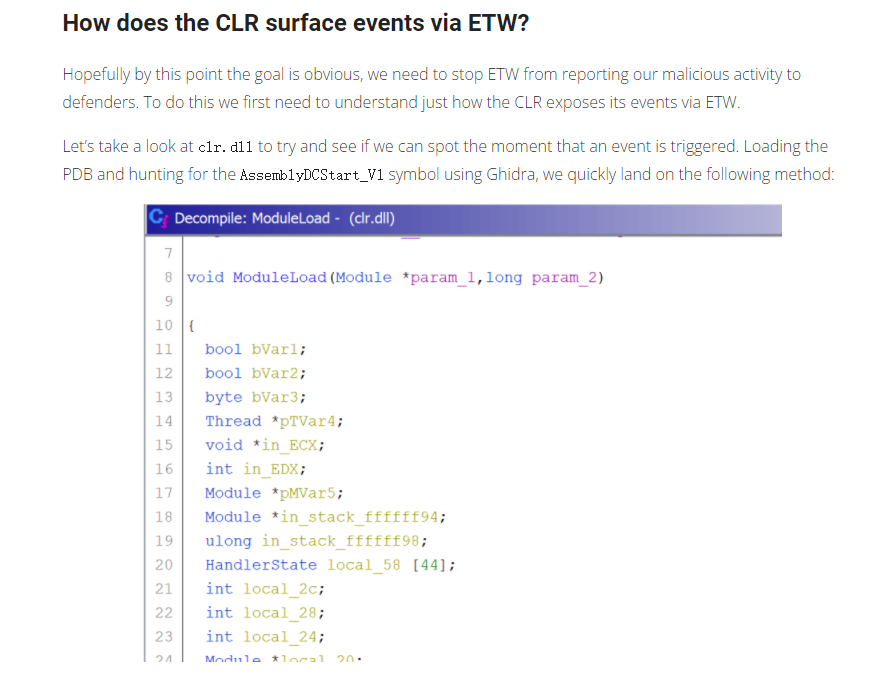 How does the CLR surface events via ETW?
Hopefully by this point the goal is obvious, we need to stop ETW from reporting our malicious activity to
defenders. To do this we first need to understand just how the CLR exposes its events via ETW.
Let's take a look at clr.dll to try and see if we can spot the moment that an event is triggered. Loading the
PDB and hunting for the AssemblyDCStart_V1 symbol using Ghidra, we quickly land on the following method:
Decompile: ModuleLoad - (clr.dll)
7
8 void ModuleLoad(Module *param_1,long param_2)
9
10 {
11 bool bVar1;
12 bool bVar2;
13 byte bVar3;
14 Thread *pTVar4;
15 void *in_ECX;
16 int in_EDX;
17 Module *pMVar5;
18 Module *in_stack_ffffff94;
19 ulong in_stack_ffffff98;
20 HandlerState local_58 [44];
21 int local_2c;
22 int local_28;
23 int local_24;
24 Module *local_20;